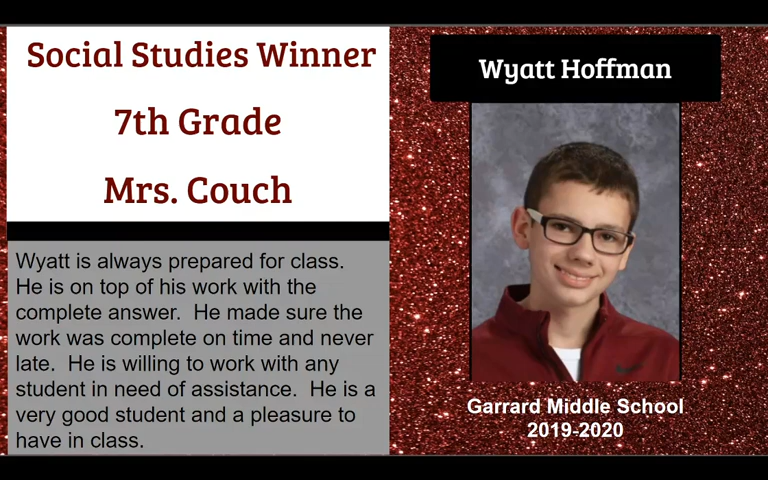 Social Studies Winner
7th Grade
Mrs. Couch
Wyatt is always prepared for class.
He is on top of his work with the
complete answer.  He made sure the
work was complete on time and never
late.  He is willing to work with any
student in need of assistance.  He is a
very good student and a pleasure to
have in class.
Wyatt Hoffman
Garrard Middle School
2019-2020